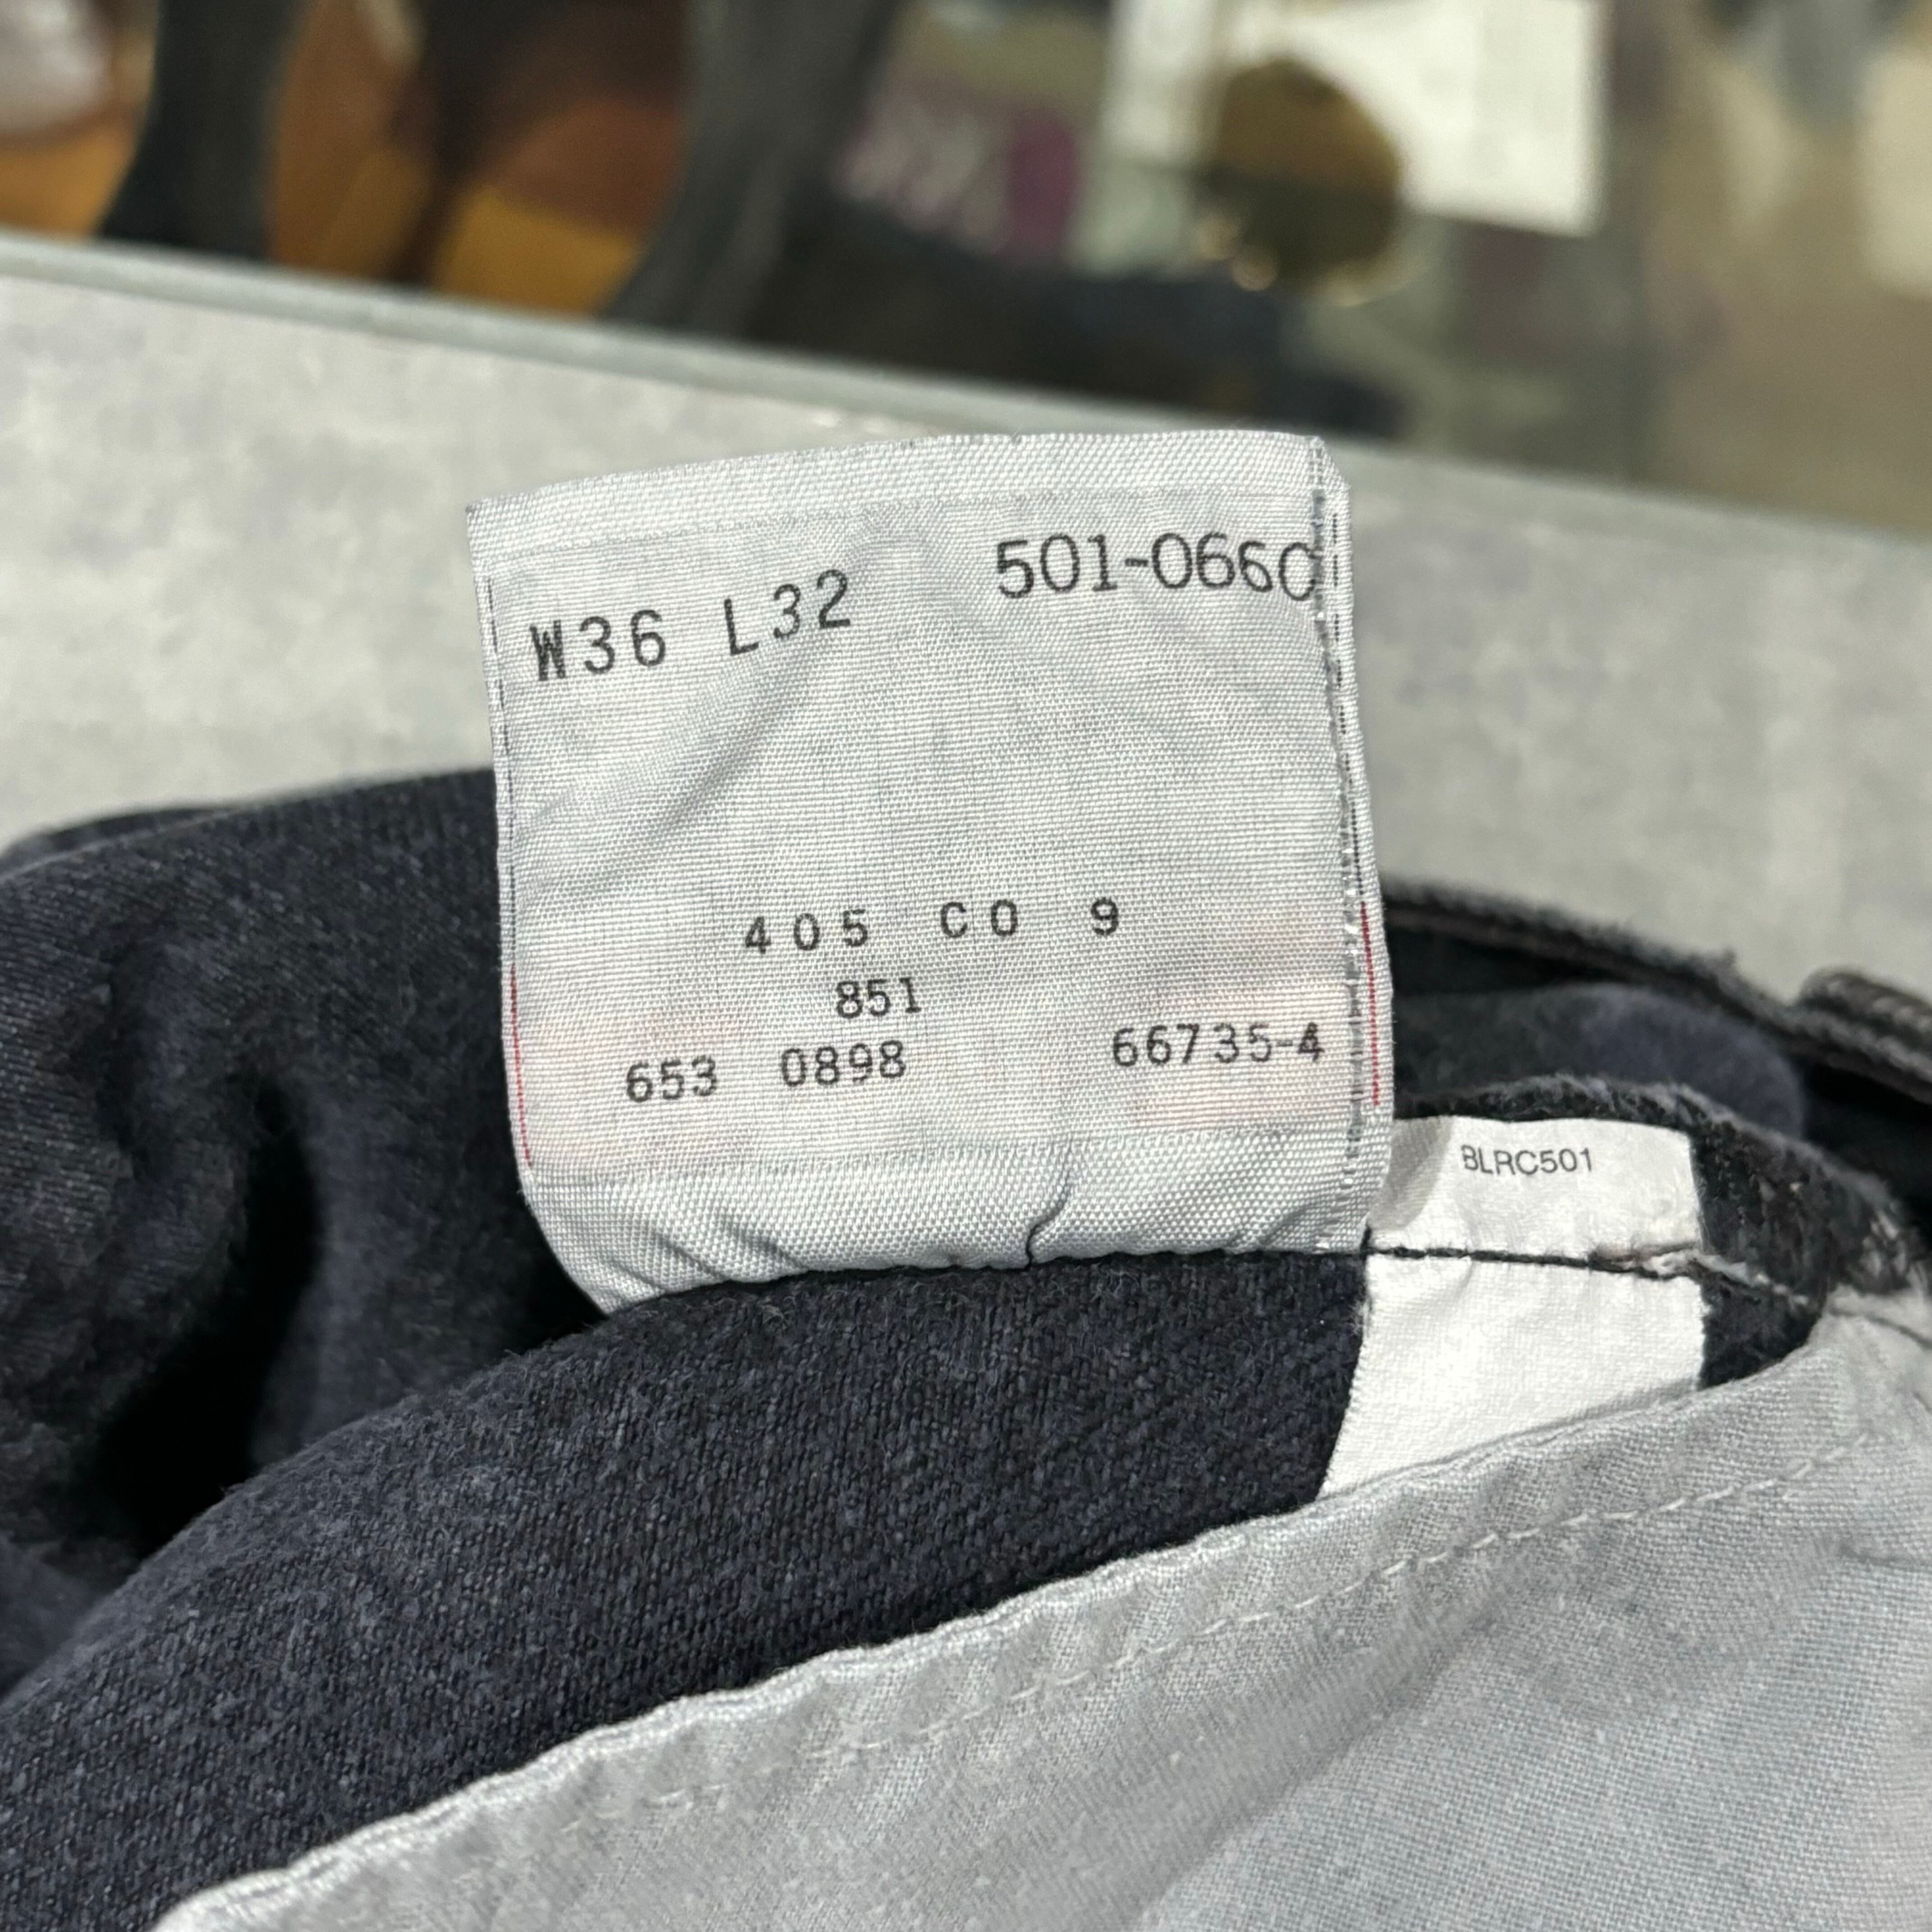 W36 L32 501-0660
405 CO 9
851
653 0898 66735-4
BLRC501